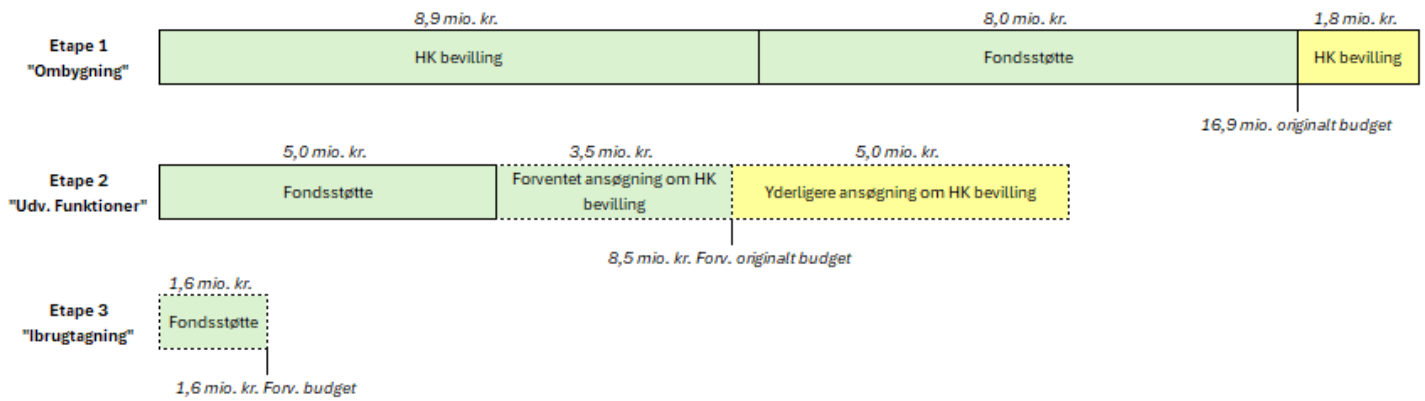 8,9 mio. kr.
8,0 mio. kr.
1,8 mio. kr.
Etape 1
"Ombygning"
HK bevilling
Fondsstøtte
HK bevilling
16,9 mio. originalt budget
5,0 mio. kr.
3,5 mio. kr.
5,0 mio. kr.
Etape 2
"Udv. Funktioner"
Fondsstøtte
Forventet ansøgning om HK
bevilling
Yderligere ansøgning om HK bevilling
8,5 mio. kr. Forv. originalt budget
1,6 mio. kr.
Etape 3
"Ibrugtagning"
Fondsstøtte
1,6 mio. kr. Forv. budget